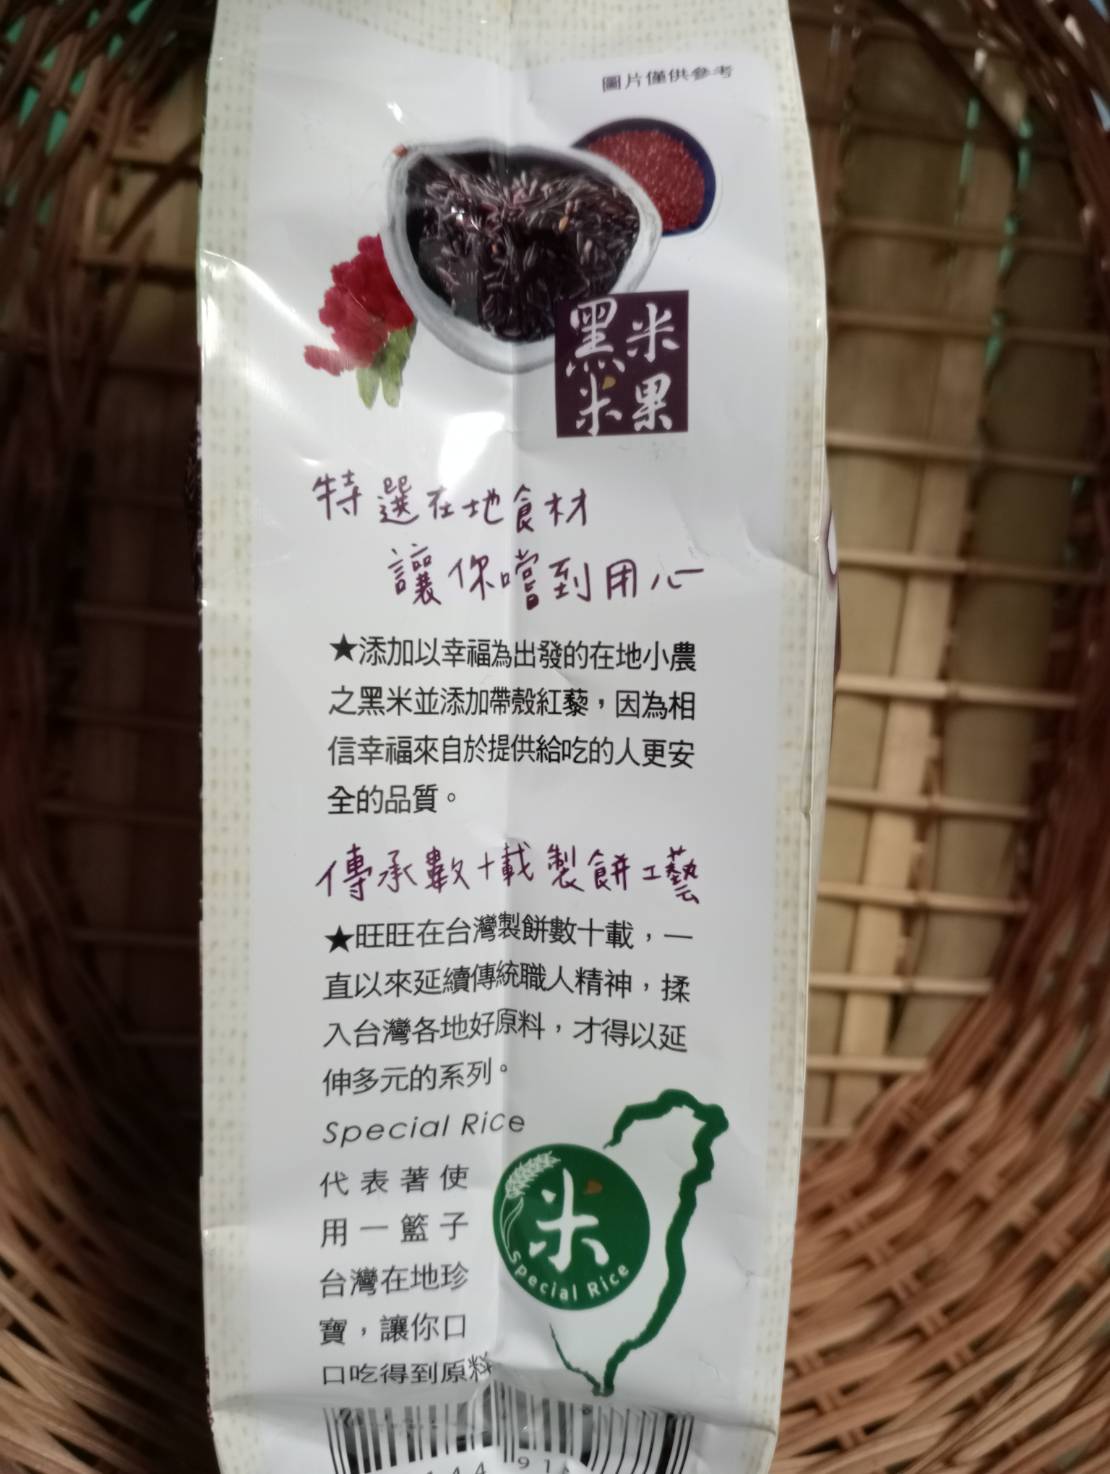 圖片僅供參考
黑米
米果
特選在地食材
讓你嚐到用心
★添加以幸福為出發的在地小農
之黑米並添加帶殼紅藜，因為相
信幸福來自於提供給吃的人更安
全的品質。
傳承數十載製餅工藝
★旺旺在台灣製餅數十載，一
直以來延續傳統職人精神，揉
入台灣各地好原料，才得以延
伸多元的系列。
Special Rice
代表著使
用一籃子
台灣在地珍
寶，讓你口
口吃得到原料
米
Special Rice